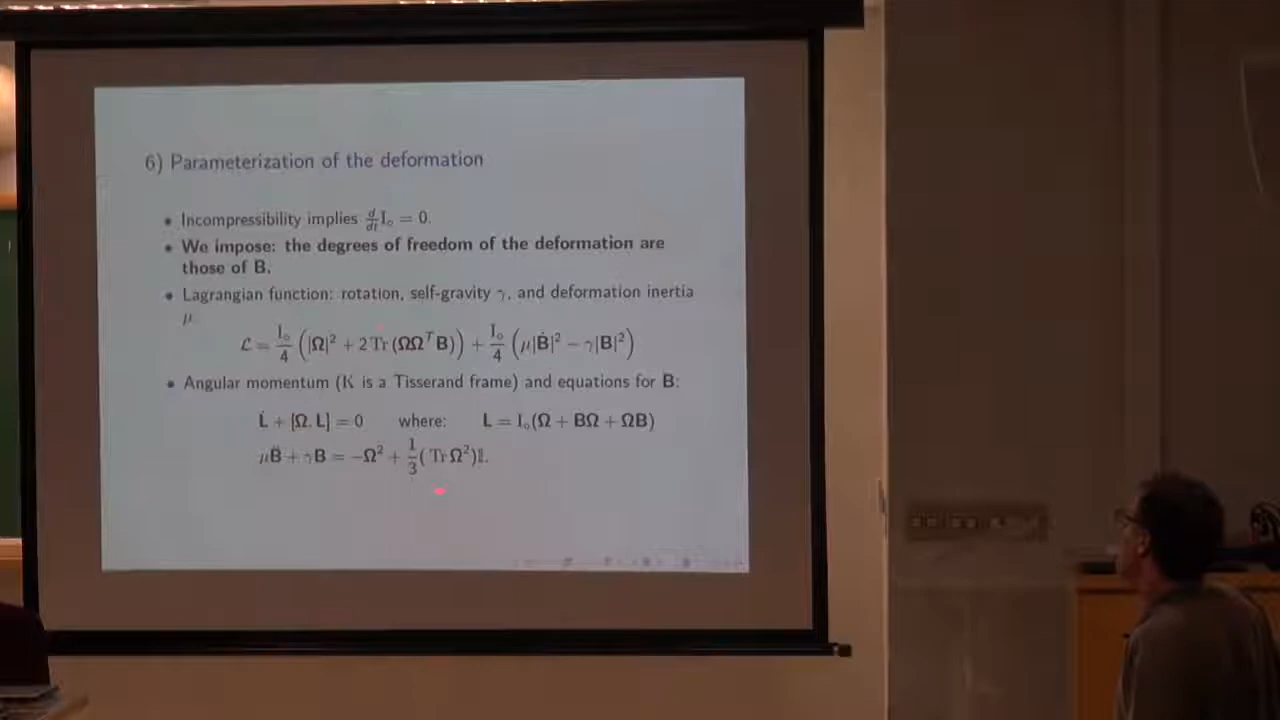 6) Parameterization of the deformation
• Incompressibility implies d/dt I∘ = 0.
• We impose: the degrees of freedom of the deformation are
those of B.
• Lagrangian function: rotation, self-gravity γ, and deformation inertia
μ
ℒ = I∘/4 (|Ω|² + 2 Tr (ΩΩᵀB)) + I∘/4 (μ|Ḃ|² − γ|B|²)
• Angular momentum (K is a Tisserand frame) and equations for B:
L̇ + [Ω, L] = 0 where: L = I∘(Ω + BΩ + ΩB)
μB̈ + γB = −Ω² + 1/3 (Tr Ω²)𝟙.